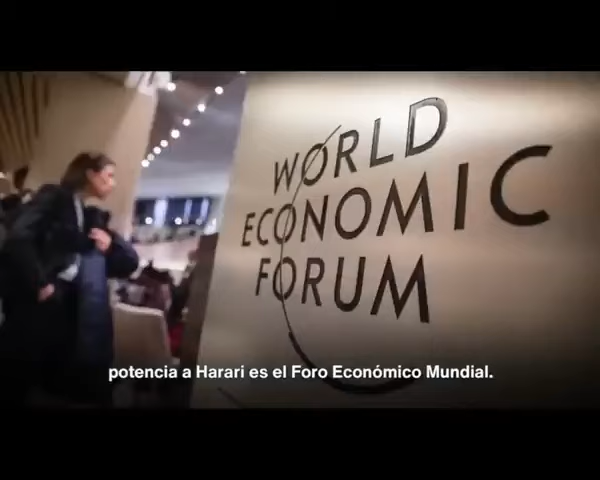 WORLD
ECONOMIC
FORUM
potencia a Harari es el Foro Económico Mundial.